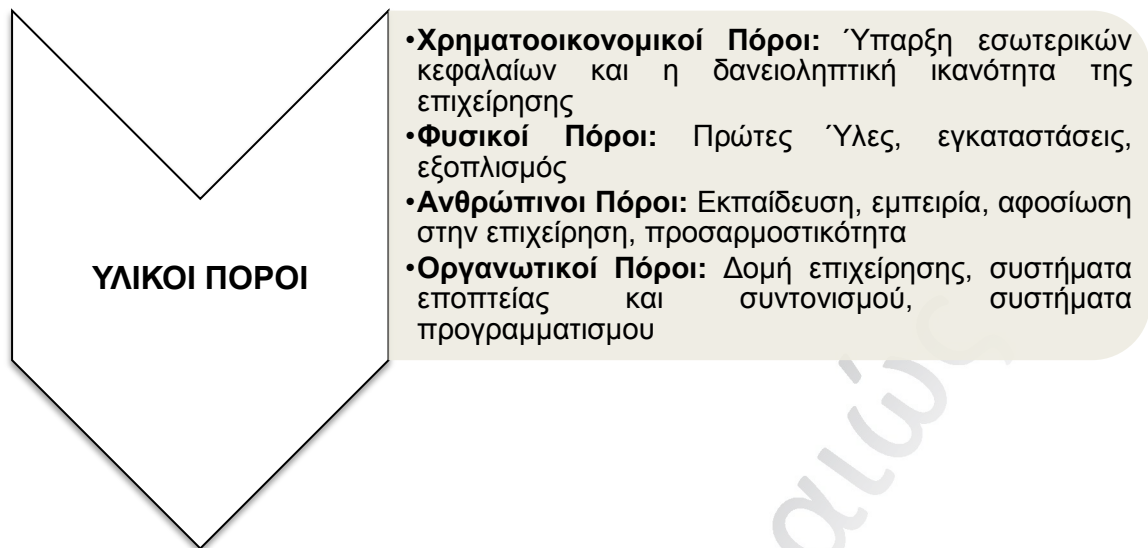 •Χρηματοοικονομικοί Πόροι: Ύπαρξη εσωτερικών
κεφαλαίων και η δανειοληπτική ικανότητα της
επιχείρησης
•Φυσικοί Πόροι: Πρώτες Ύλες, εγκαταστάσεις,
εξοπλισμός
•Ανθρώπινοι Πόροι: Εκπαίδευση, εμπειρία, αφοσίωση
στην επιχείρηση, προσαρμοστικότητα
•Οργανωτικοί Πόροι: Δομή επιχείρησης, συστήματα
εποπτείας και συντονισμού, συστήματα
προγραμματισμου
ΥΛΙΚΟΙ ΠΟΡΟΙ